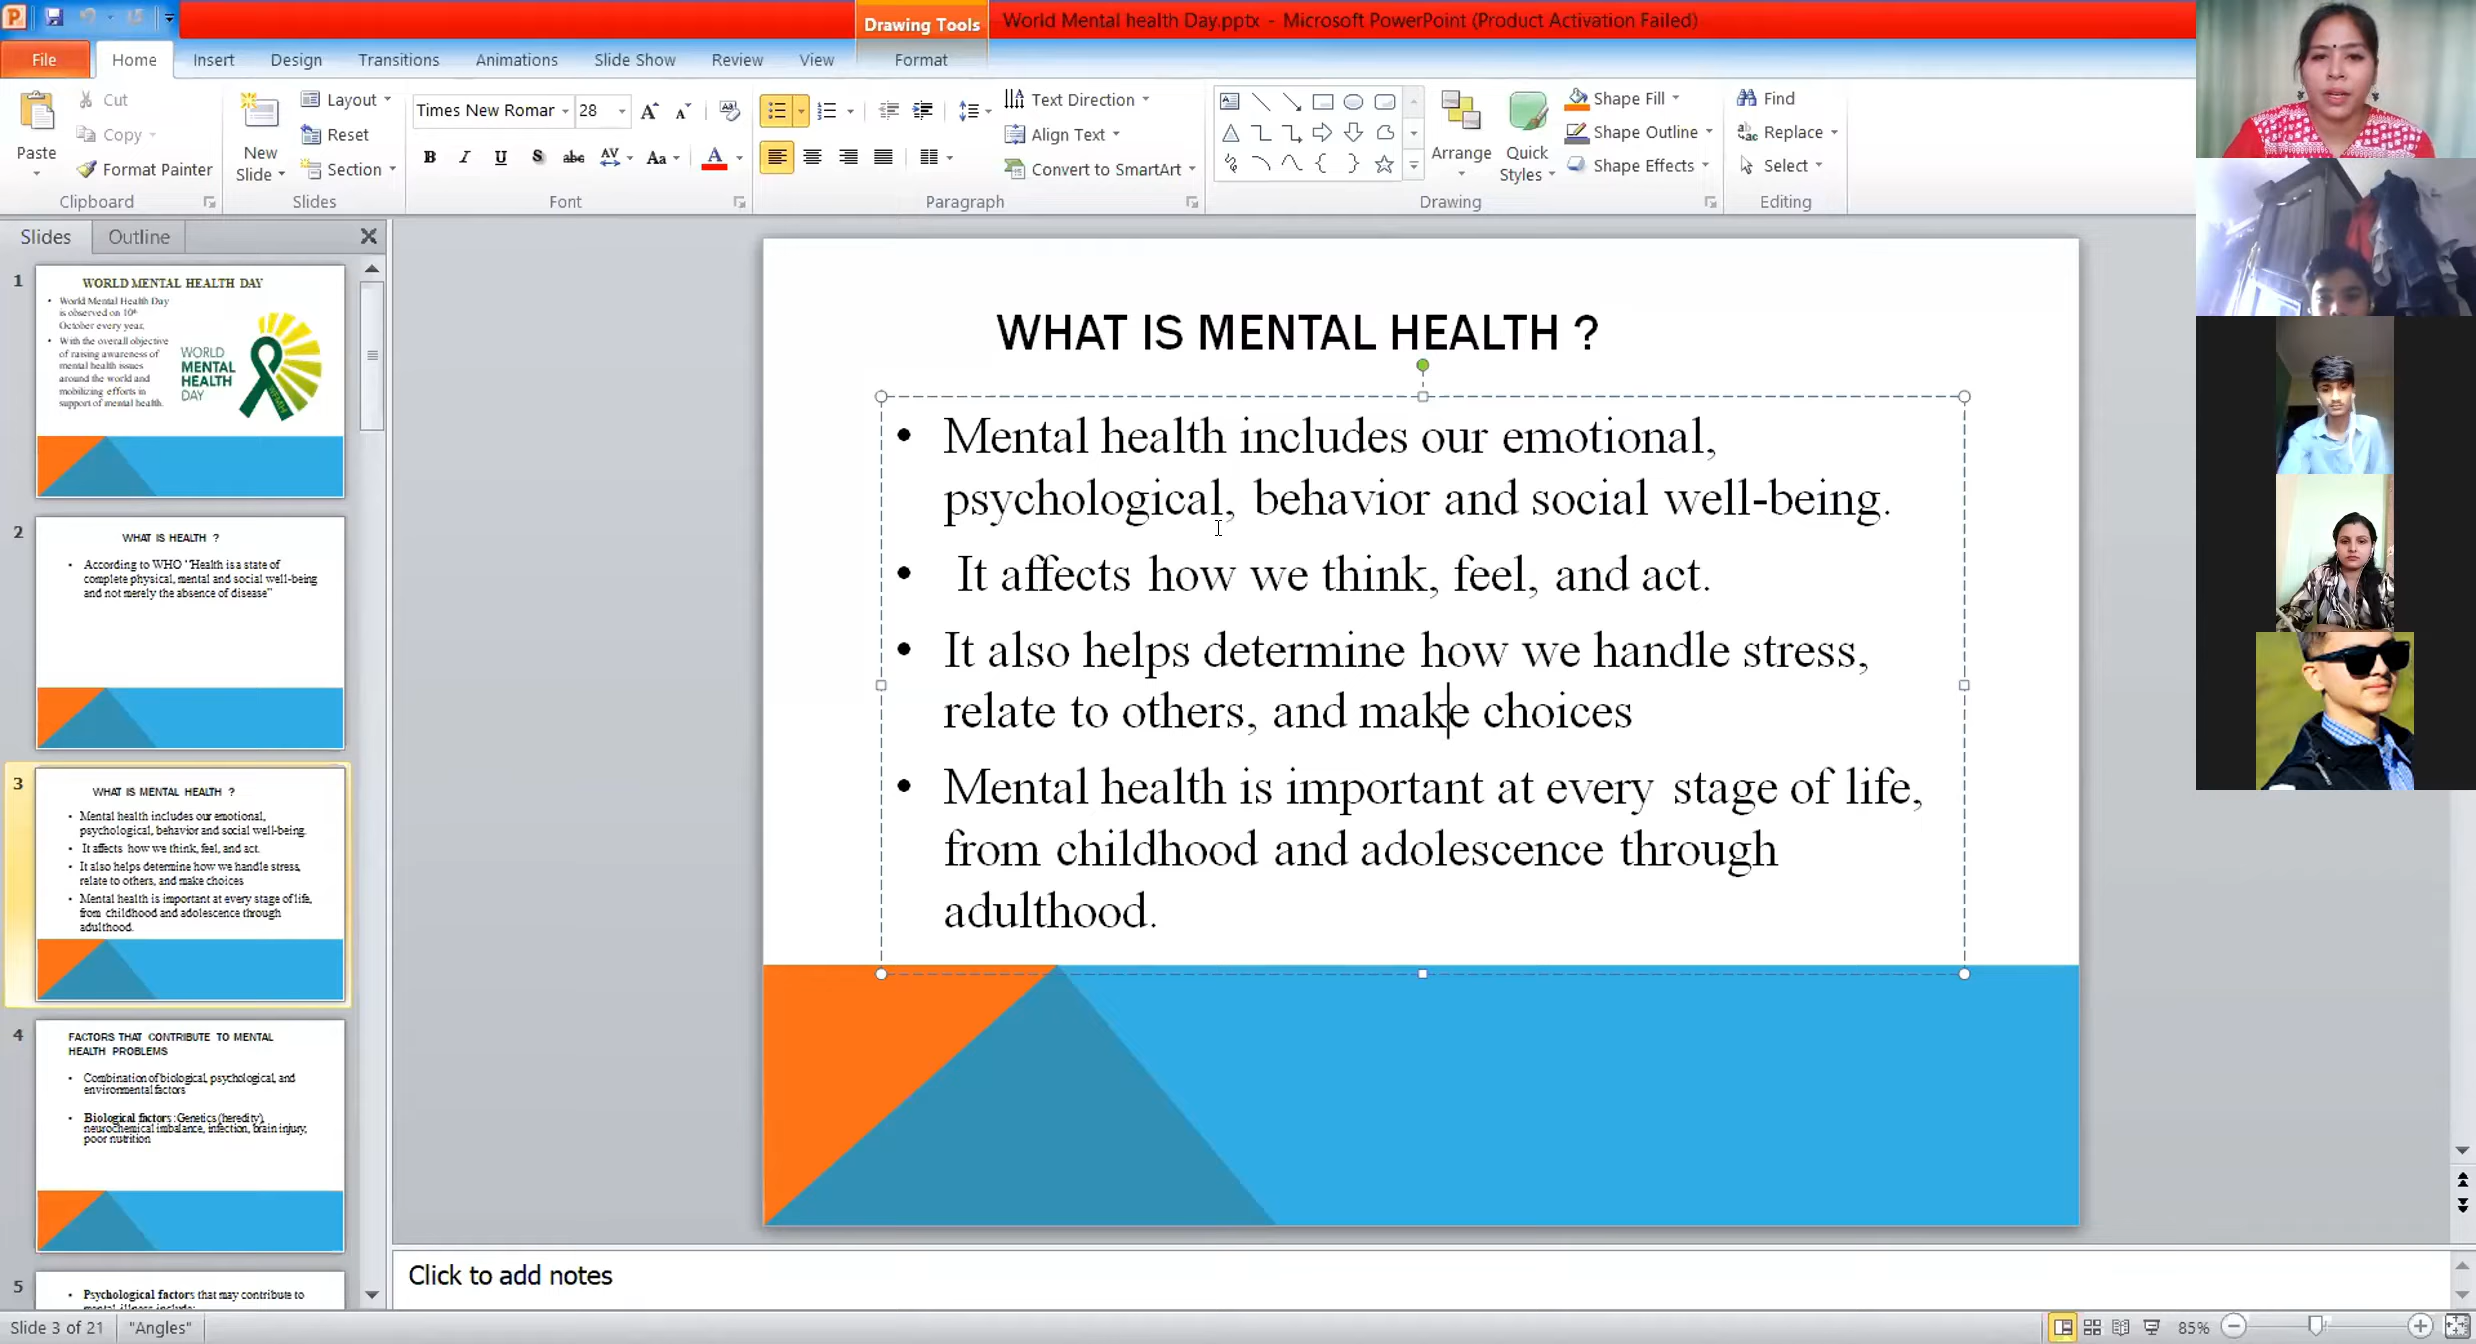 Drawing Tools
World Mental health Day.pptx - Microsoft PowerPoint (Product Activation Failed)
File Home Insert Design Transitions Animations Slide Show Review View Format
Paste
Cut
Copy
Format Painter
Clipboard
New
Slide
Layout
Reset
Section
Slides
Times New Romar 28
B I U S abc AV Aa A
Font
Text Direction
Align Text
Convert to SmartArt
Paragraph
Arrange
Quick
Styles
Shape Fill
Shape Outline
Shape Effects
Drawing
Find
Replace
Select
Editing
Slides Outline
1
WORLD MENTAL HEALTH DAY
• World Mental Health Day
is observed on 10th
October every year.
• With the overall objective
of raising awareness of
mental health issues
around the world and
mobilizing efforts in
support of mental health.
WORLD
MENTAL
HEALTH
DAY
WFMH
2
WHAT IS HEALTH ?
• According to WHO "Health is a state of
complete physical, mental and social well-being
and not merely the absence of disease"
3
WHAT IS MENTAL HEALTH ?
• Mental health includes our emotional,
psychological, behavior and social well-being.
• It affects how we think, feel, and act.
• It also helps determine how we handle stress,
relate to others, and make choices
• Mental health is important at every stage of life,
from childhood and adolescence through
adulthood.
4
FACTORS THAT CONTRIBUTE TO MENTAL
HEALTH PROBLEMS
• Combination of biological, psychological, and
environmental factors
• Biological factors :Genetics (heredity),
neurochemical imbalance, infection, brain injury,
poor nutrition
5
• Psychological factors that may contribute to
mental illness include:
WHAT IS MENTAL HEALTH ?
• Mental health includes our emotional,
psychological, behavior and social well-being.
• It affects how we think, feel, and act.
• It also helps determine how we handle stress,
relate to others, and make choices
• Mental health is important at every stage of life,
from childhood and adolescence through
adulthood.
Click to add notes
Slide 3 of 21 "Angles" 85%